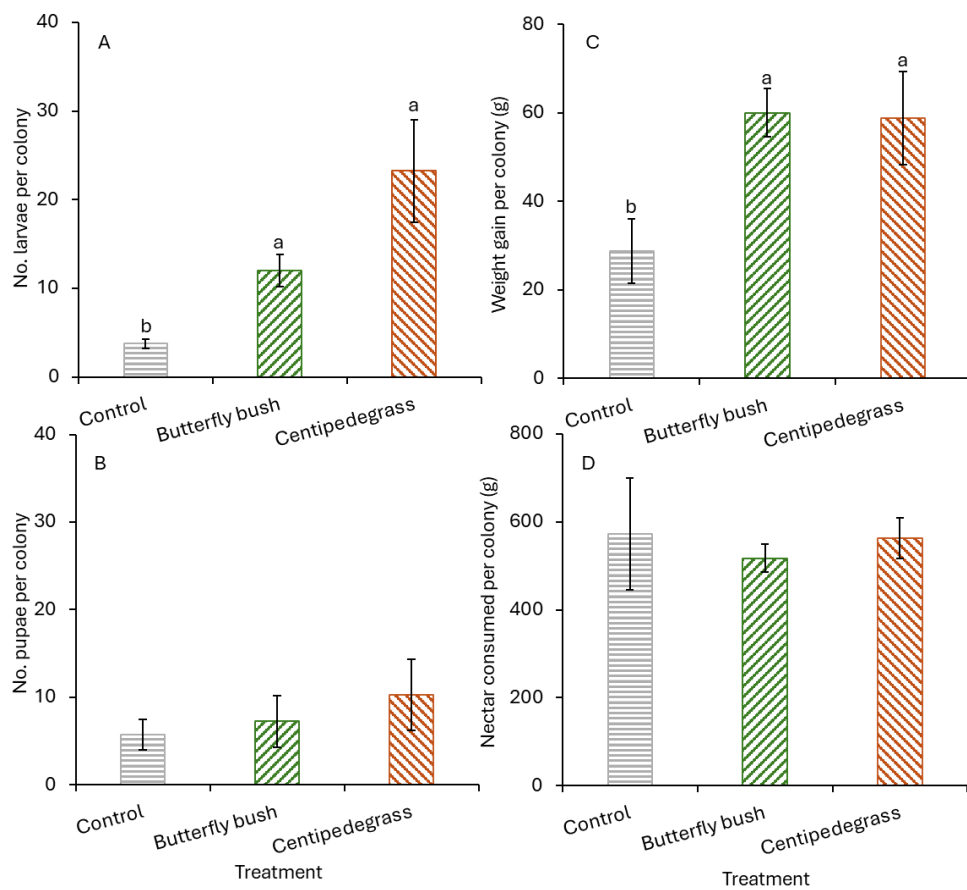 A
No. larvae per colony
40
30
20
10
0
b
a
a
Control
Butterfly bush
Centipedegrass
C
Weight gain per colony (g)
80
60
40
20
0
b
a
a
Control
Butterfly bush
Centipedegrass
B
No. pupae per colony
40
30
20
10
0
Control
Butterfly bush
Centipedegrass
Treatment
D
Nectar consumed per colony (g)
800
600
400
200
0
Control
Butterfly bush
Centipedegrass
Treatment